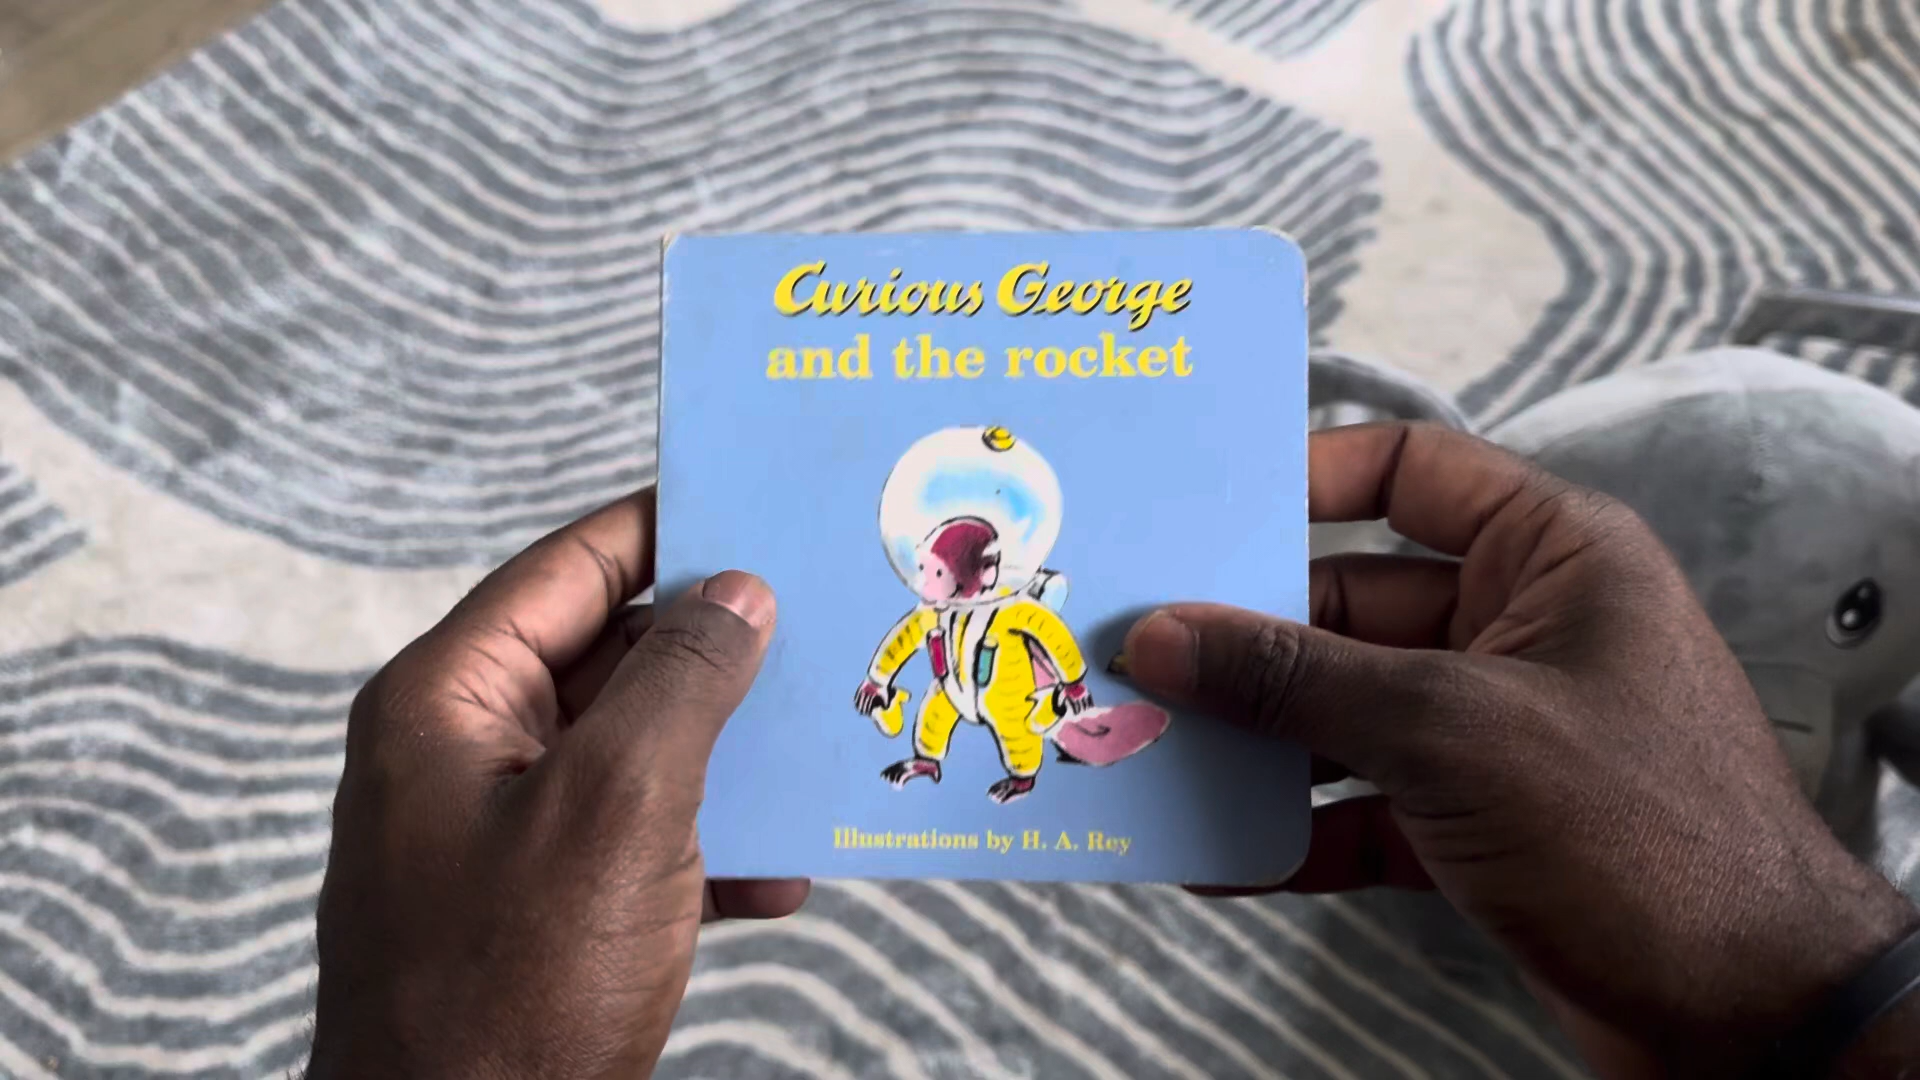 Curious George
and the rocket
Illustrations by H. A. Rey